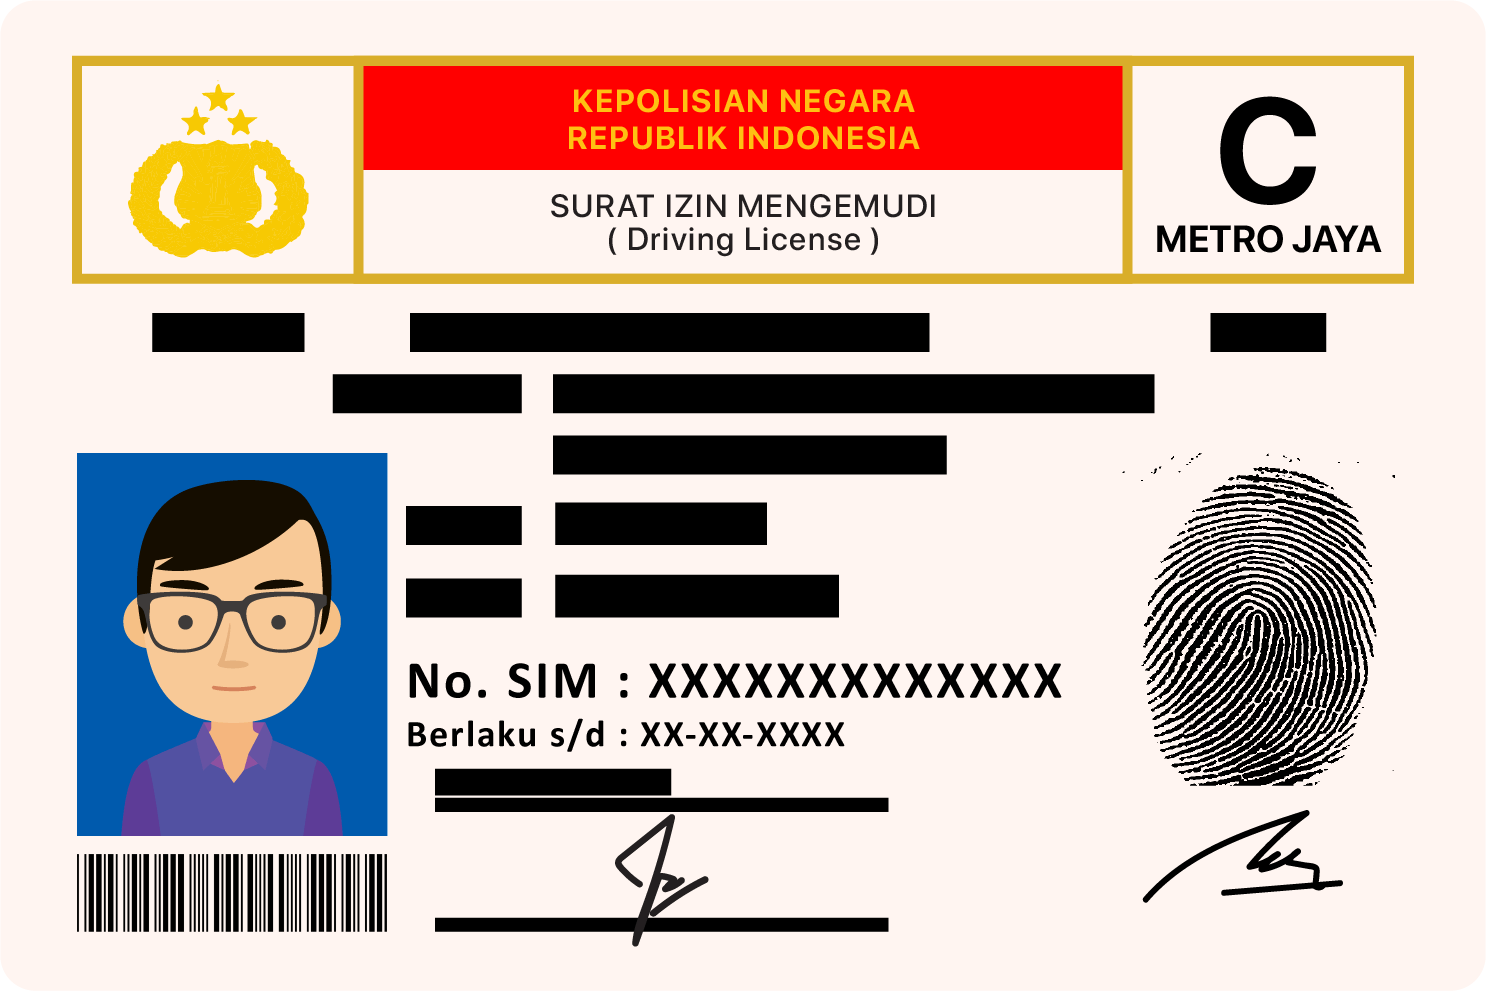 KEPOLISIAN NEGARA
REPUBLIK INDONESIA
SURAT IZIN MENGEMUDI
( Driving License )
C
METRO JAYA
No. SIM : XXXXXXXXXXXXX
Berlaku s/d : XX-XX-XXXX